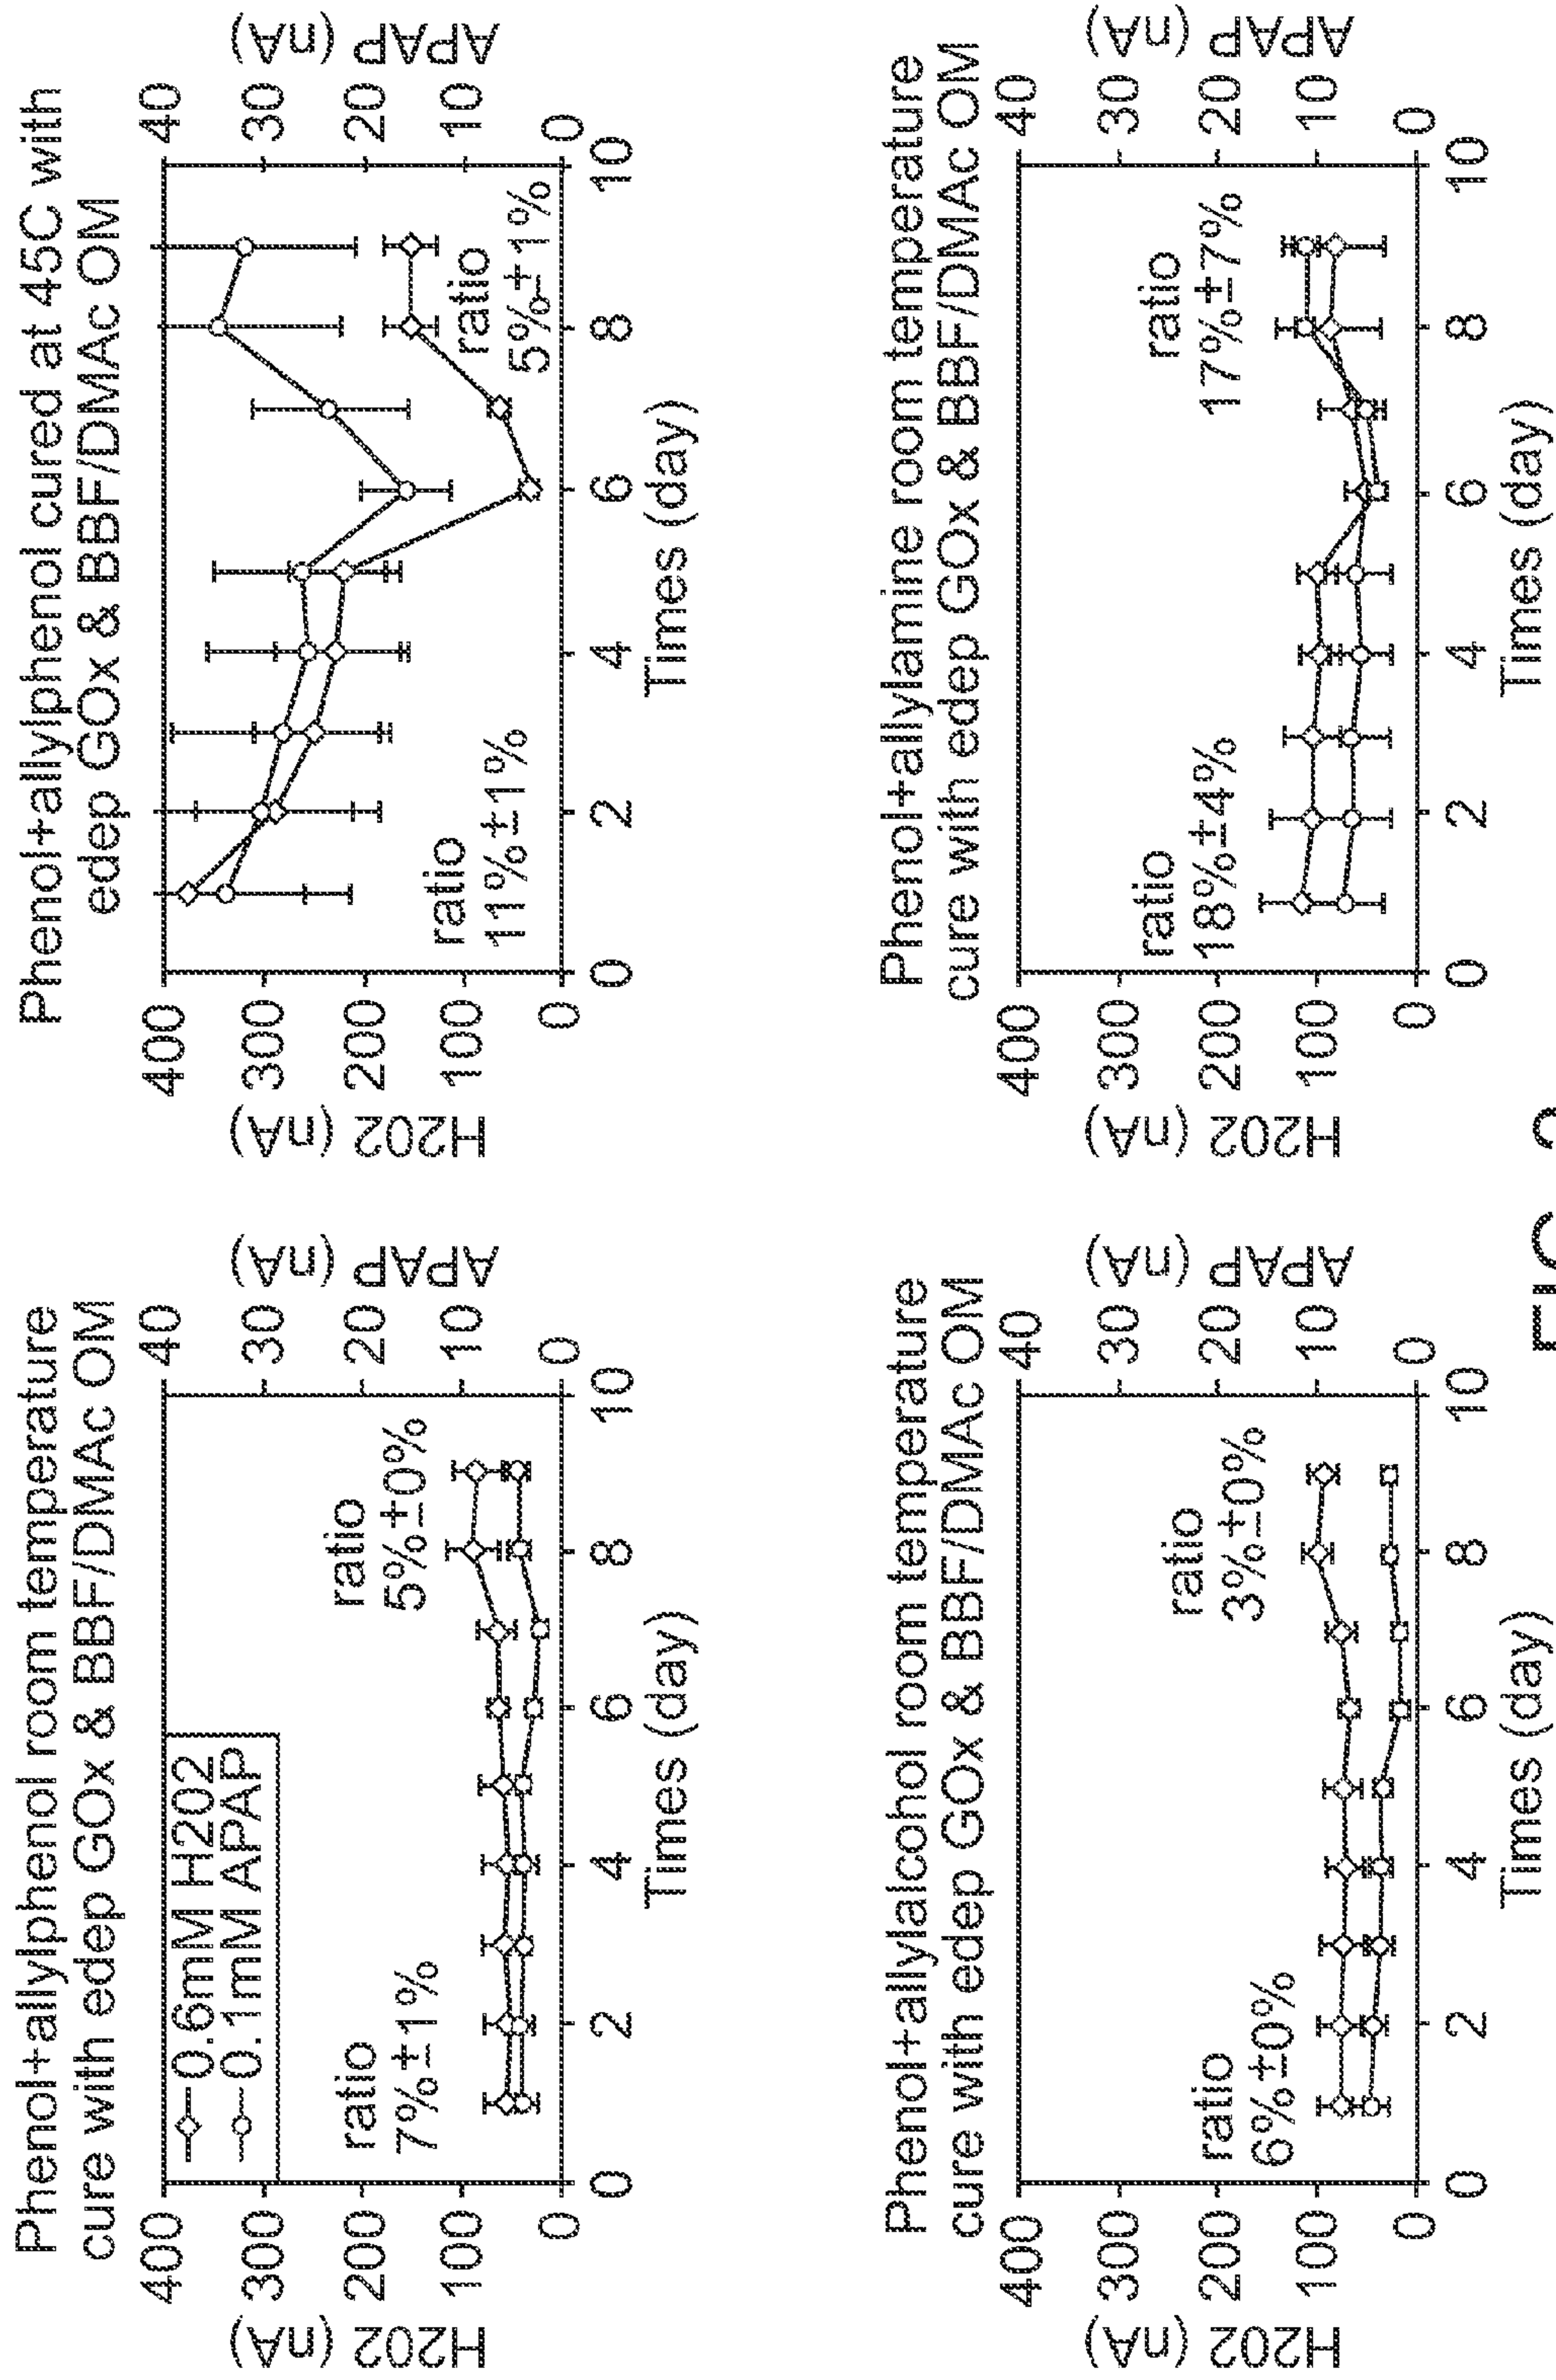 Phenol+allylphenol room temperature
cure with edep GOx & BBF/DMAc OM
0.6mM H202
0.1mM APAP
400
300
200
100
0
H202 (nA)
ratio
7%±1%
ratio
5%±0%
40
30
20
10
0
APAP (nA)
0 2 4 6 8 10
Times (day)
Phenol+allylphenol cured at 45C with
edep GOx & BBF/DMAc OM
400
300
200
100
0
H202 (nA)
ratio
11%±1%
ratio
5%±1%
40
30
20
10
0
APAP (nA)
0 2 4 6 8 10
Times (day)
Phenol+allylalcohol room temperature
cure with edep GOx & BBF/DMAc OM
400
300
200
100
0
H202 (nA)
ratio
6%±0%
ratio
3%±0%
40
30
20
10
0
APAP (nA)
0 2 4 6 8 10
Times (day)
Phenol+allylamine room temperature
cure with edep GOx & BBF/DMAc OM
400
300
200
100
0
H202 (nA)
ratio
18%±4%
ratio
17%±7%
40
30
20
10
0
APAP (nA)
0 2 4 6 8 10
Times (day)